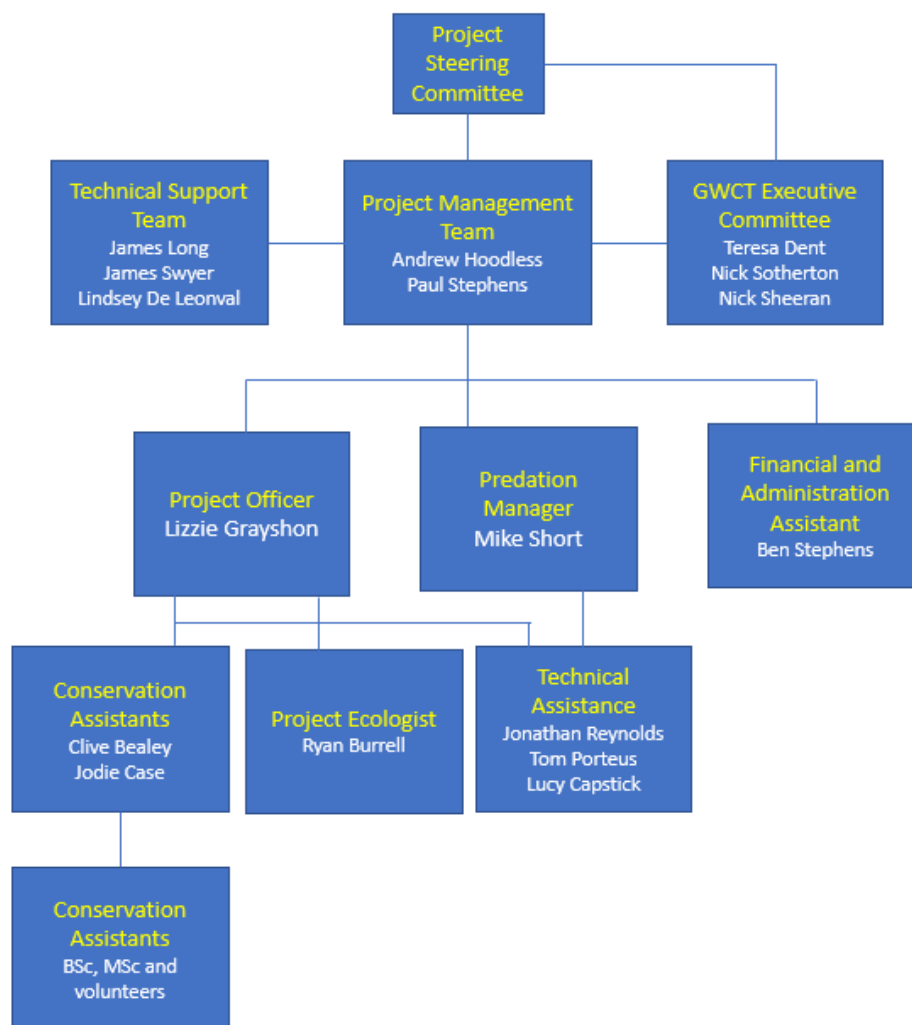 Project
Steering
Committee
Technical Support
Team
James Long
James Swyer
Lindsey De Leonval
Project Management
Team
Andrew Hoodless
Paul Stephens
GWCT Executive
Committee
Teresa Dent
Nick Sotherton
Nick Sheeran
Project Officer
Lizzie Grayshon
Predation
Manager
Mike Short
Financial and
Administration
Assistant
Ben Stephens
Conservation
Assistants
Clive Bealey
Jodie Case
Project Ecologist
Ryan Burrell
Technical
Assistance
Jonathan Reynolds
Tom Porteus
Lucy Capstick
Conservation
Assistants
BSc, MSc and
volunteers